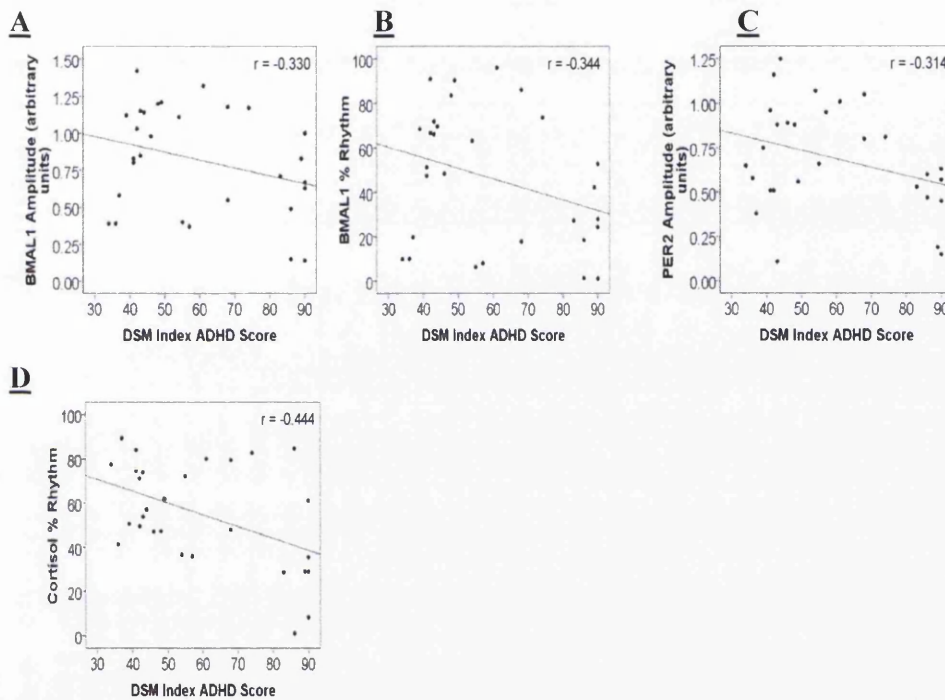 A
BMAL1 Amplitude (arbitrary
units)
1.50
1.25
1.00
0.75
0.50
0.25
0.00
r = -0.330
30 40 50 60 70 80 90
DSM Index ADHD Score
B
BMAL1 % Rhythm
100
80
60
40
20
0
r = -0.344
30 40 50 60 70 80 90
DSM Index ADHD Score
C
PER2 Amplitude (arbitrary
units)
1.25
1.00
0.75
0.50
0.25
0.00
r = -0.314
30 40 50 60 70 80 90
DSM Index ADHD Score
D
Cortisol % Rhythm
100
80
60
40
20
0
r = -0.444
30 40 50 60 70 80 90
DSM Index ADHD Score